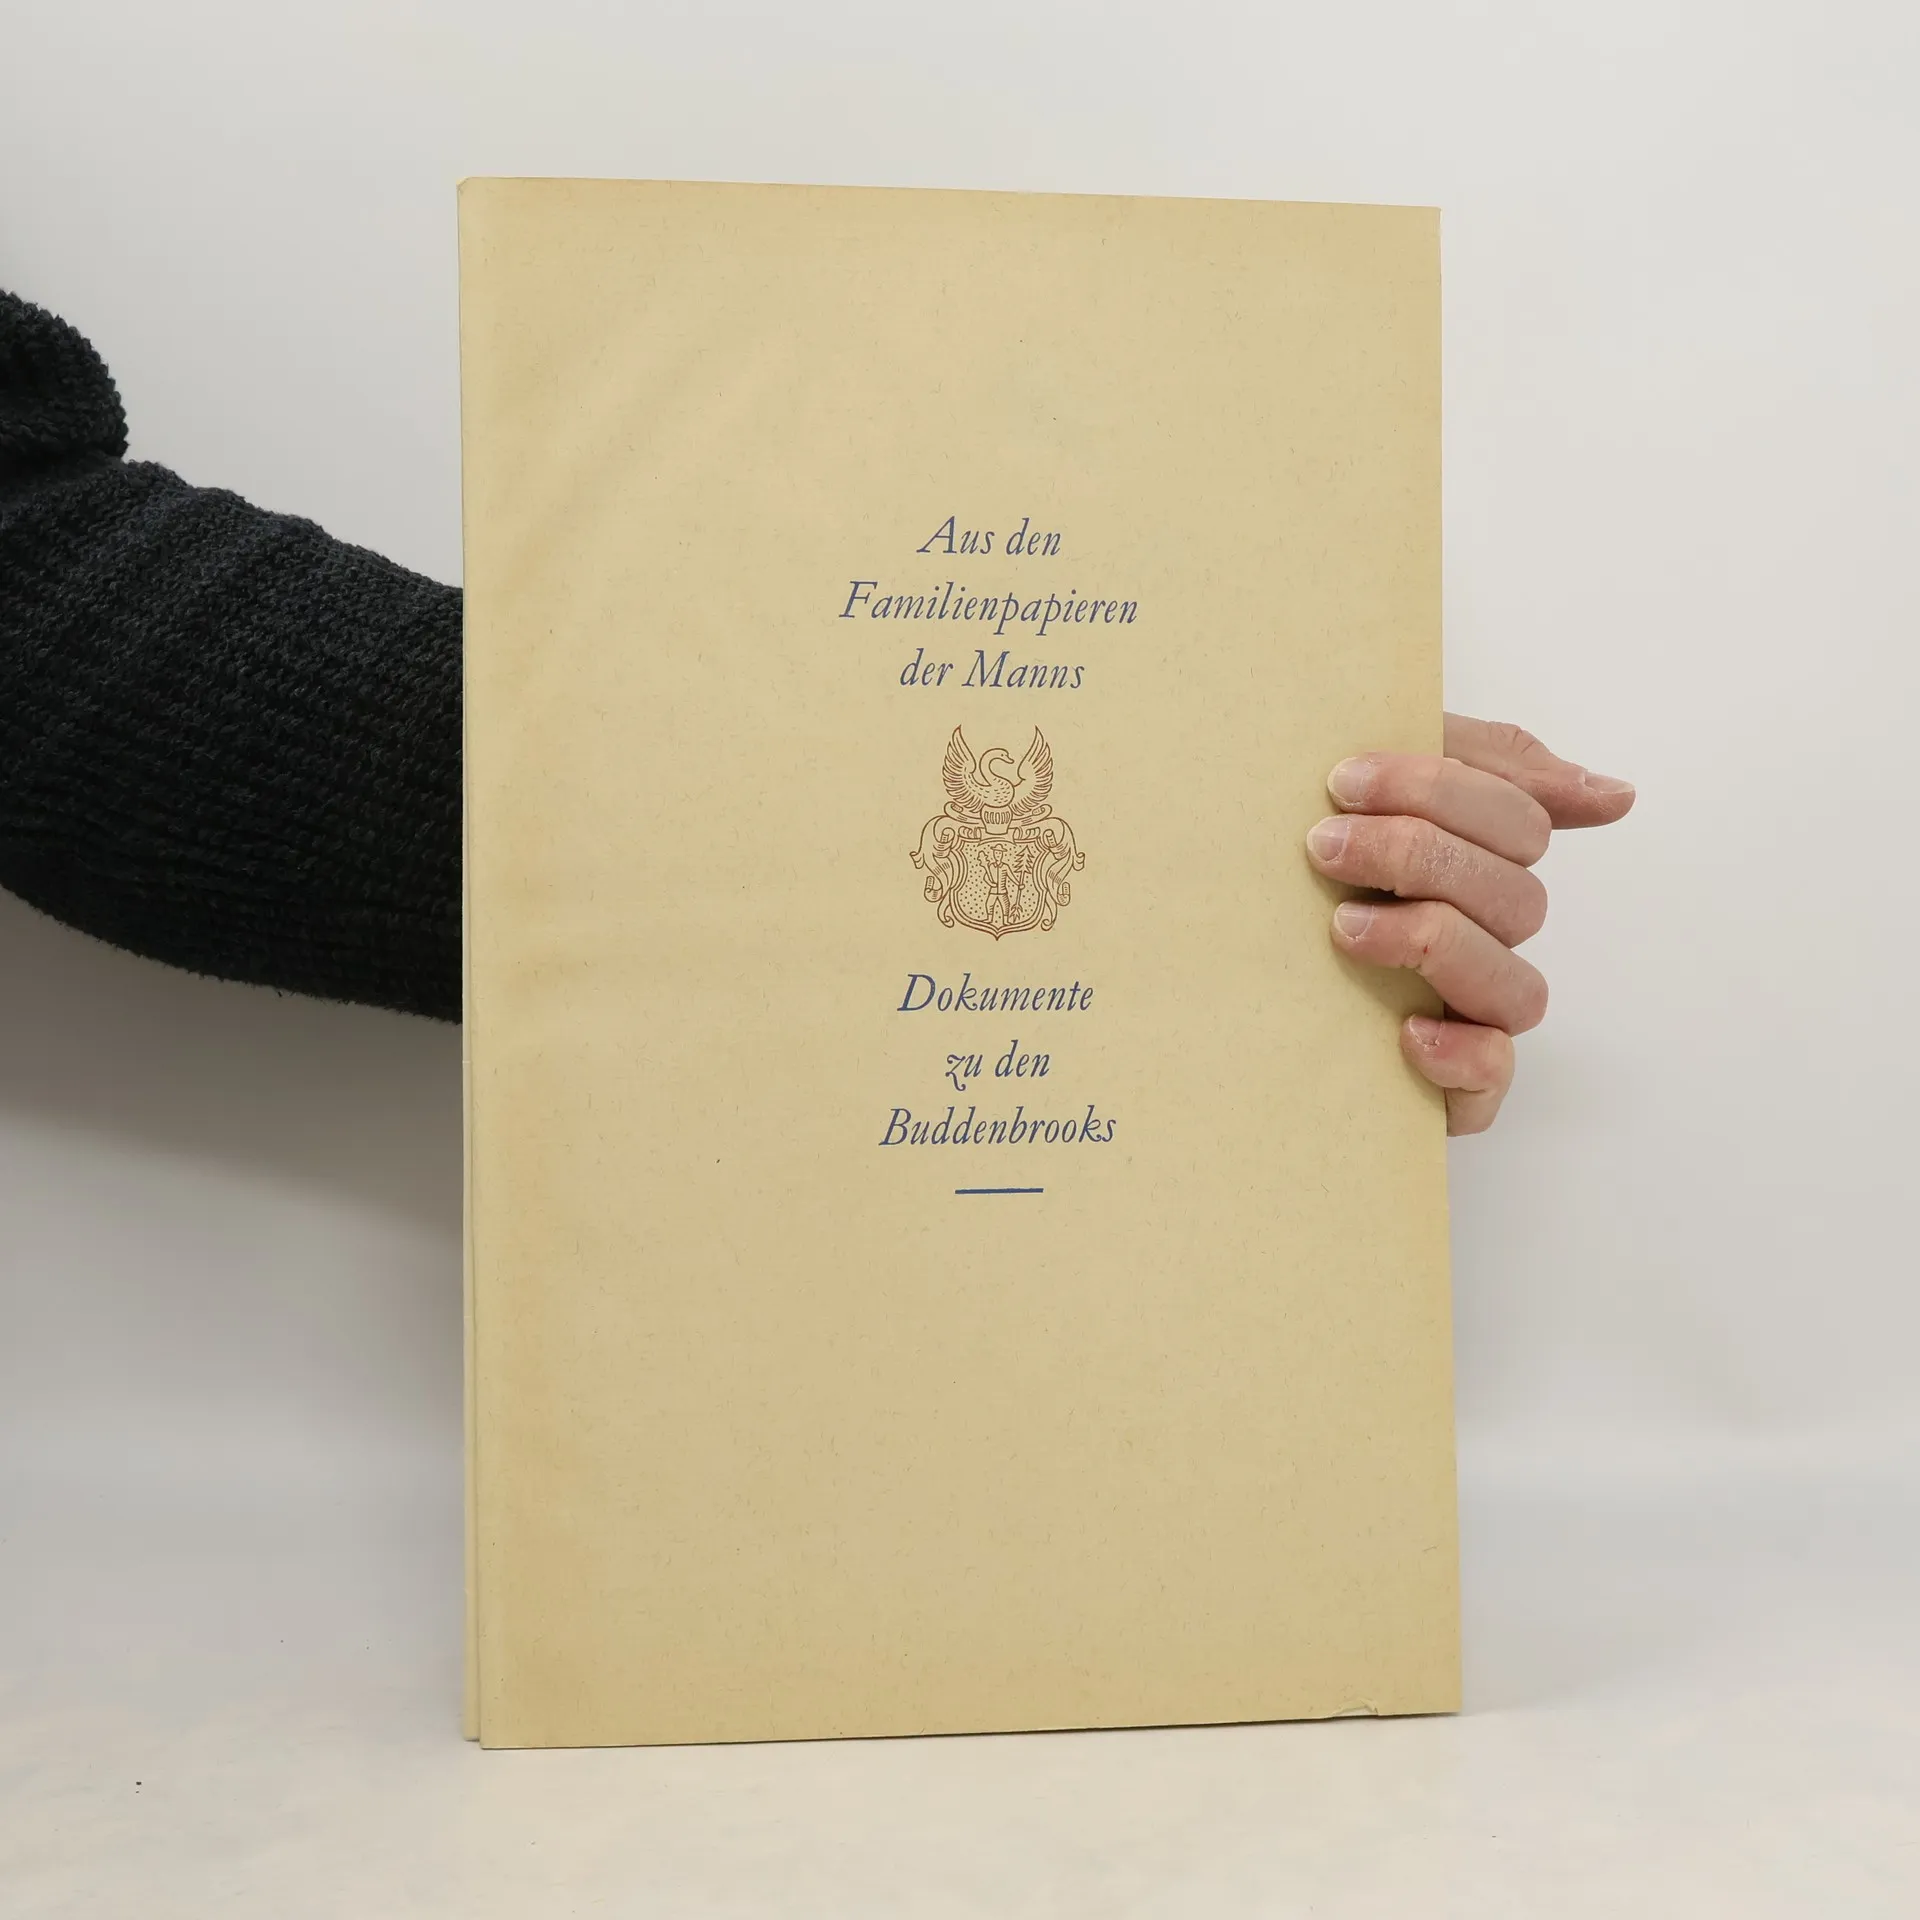 Aus den
Familienpapieren
der Manns
Dokumente
zu den
Buddenbrooks